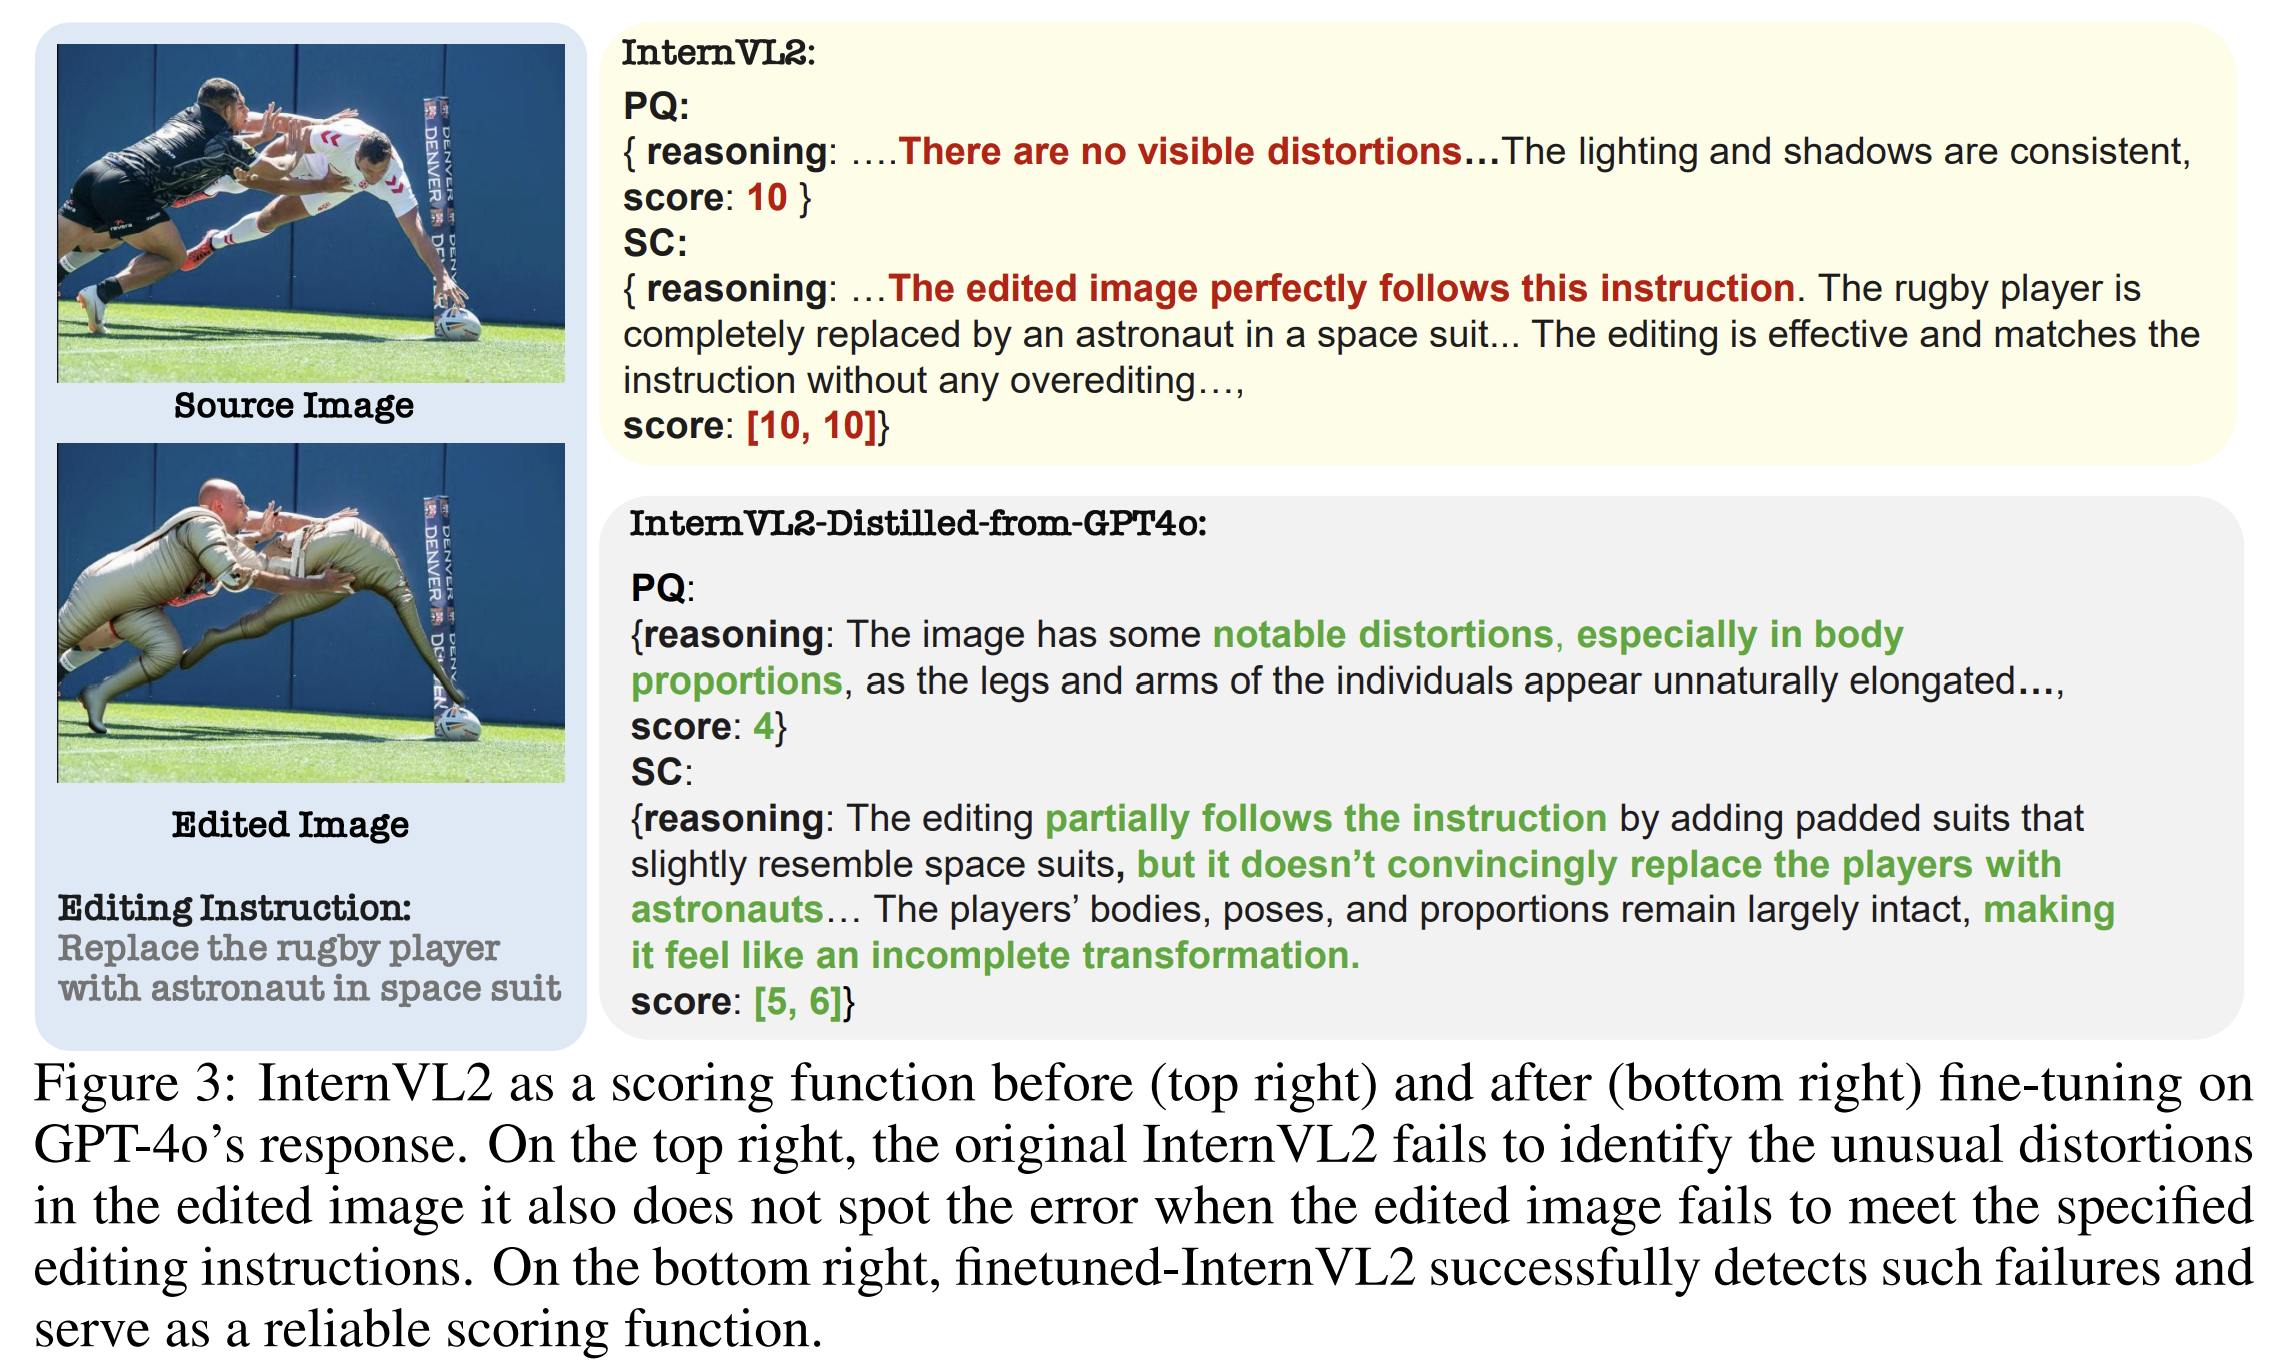 DENVER
DENVER
Source Image
DENVER
DENVER
Edited Image
Editing Instruction:
Replace the rugby player
with astronaut in space suit
InternVL2:
PQ:
{ reasoning: ….There are no visible distortions…The lighting and shadows are consistent,
score: 10 }
SC:
{ reasoning: …The edited image perfectly follows this instruction. The rugby player is
completely replaced by an astronaut in a space suit... The editing is effective and matches the
instruction without any overediting…,
score: [10, 10]}
InternVL2-Distilled-from-GPT4o:
PQ:
{reasoning: The image has some notable distortions, especially in body
proportions, as the legs and arms of the individuals appear unnaturally elongated…,
score: 4}
SC:
{reasoning: The editing partially follows the instruction by adding padded suits that
slightly resemble space suits, but it doesn’t convincingly replace the players with
astronauts… The players’ bodies, poses, and proportions remain largely intact, making
it feel like an incomplete transformation.
score: [5, 6]}
Figure 3: InternVL2 as a scoring function before (top right) and after (bottom right) fine-tuning on
GPT-4o’s response. On the top right, the original InternVL2 fails to identify the unusual distortions
in the edited image it also does not spot the error when the edited image fails to meet the specified
editing instructions. On the bottom right, finetuned-InternVL2 successfully detects such failures and
serve as a reliable scoring function.